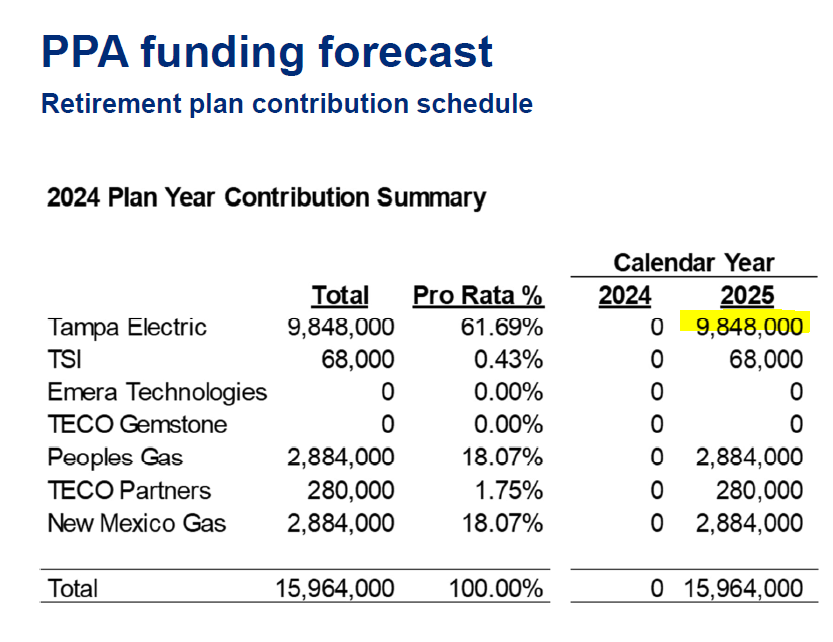 PPA funding forecast
Retirement plan contribution schedule
2024 Plan Year Contribution Summary
Calendar Year
Total Pro Rata % 2024 2025
Tampa Electric 9,848,000 61.69% 0 9,848,000
TSI 68,000 0.43% 0 68,000
Emera Technologies 0 0.00% 0 0
TECO Gemstone 0 0.00% 0 0
Peoples Gas 2,884,000 18.07% 0 2,884,000
TECO Partners 280,000 1.75% 0 280,000
New Mexico Gas 2,884,000 18.07% 0 2,884,000
Total 15,964,000 100.00% 0 15,964,000